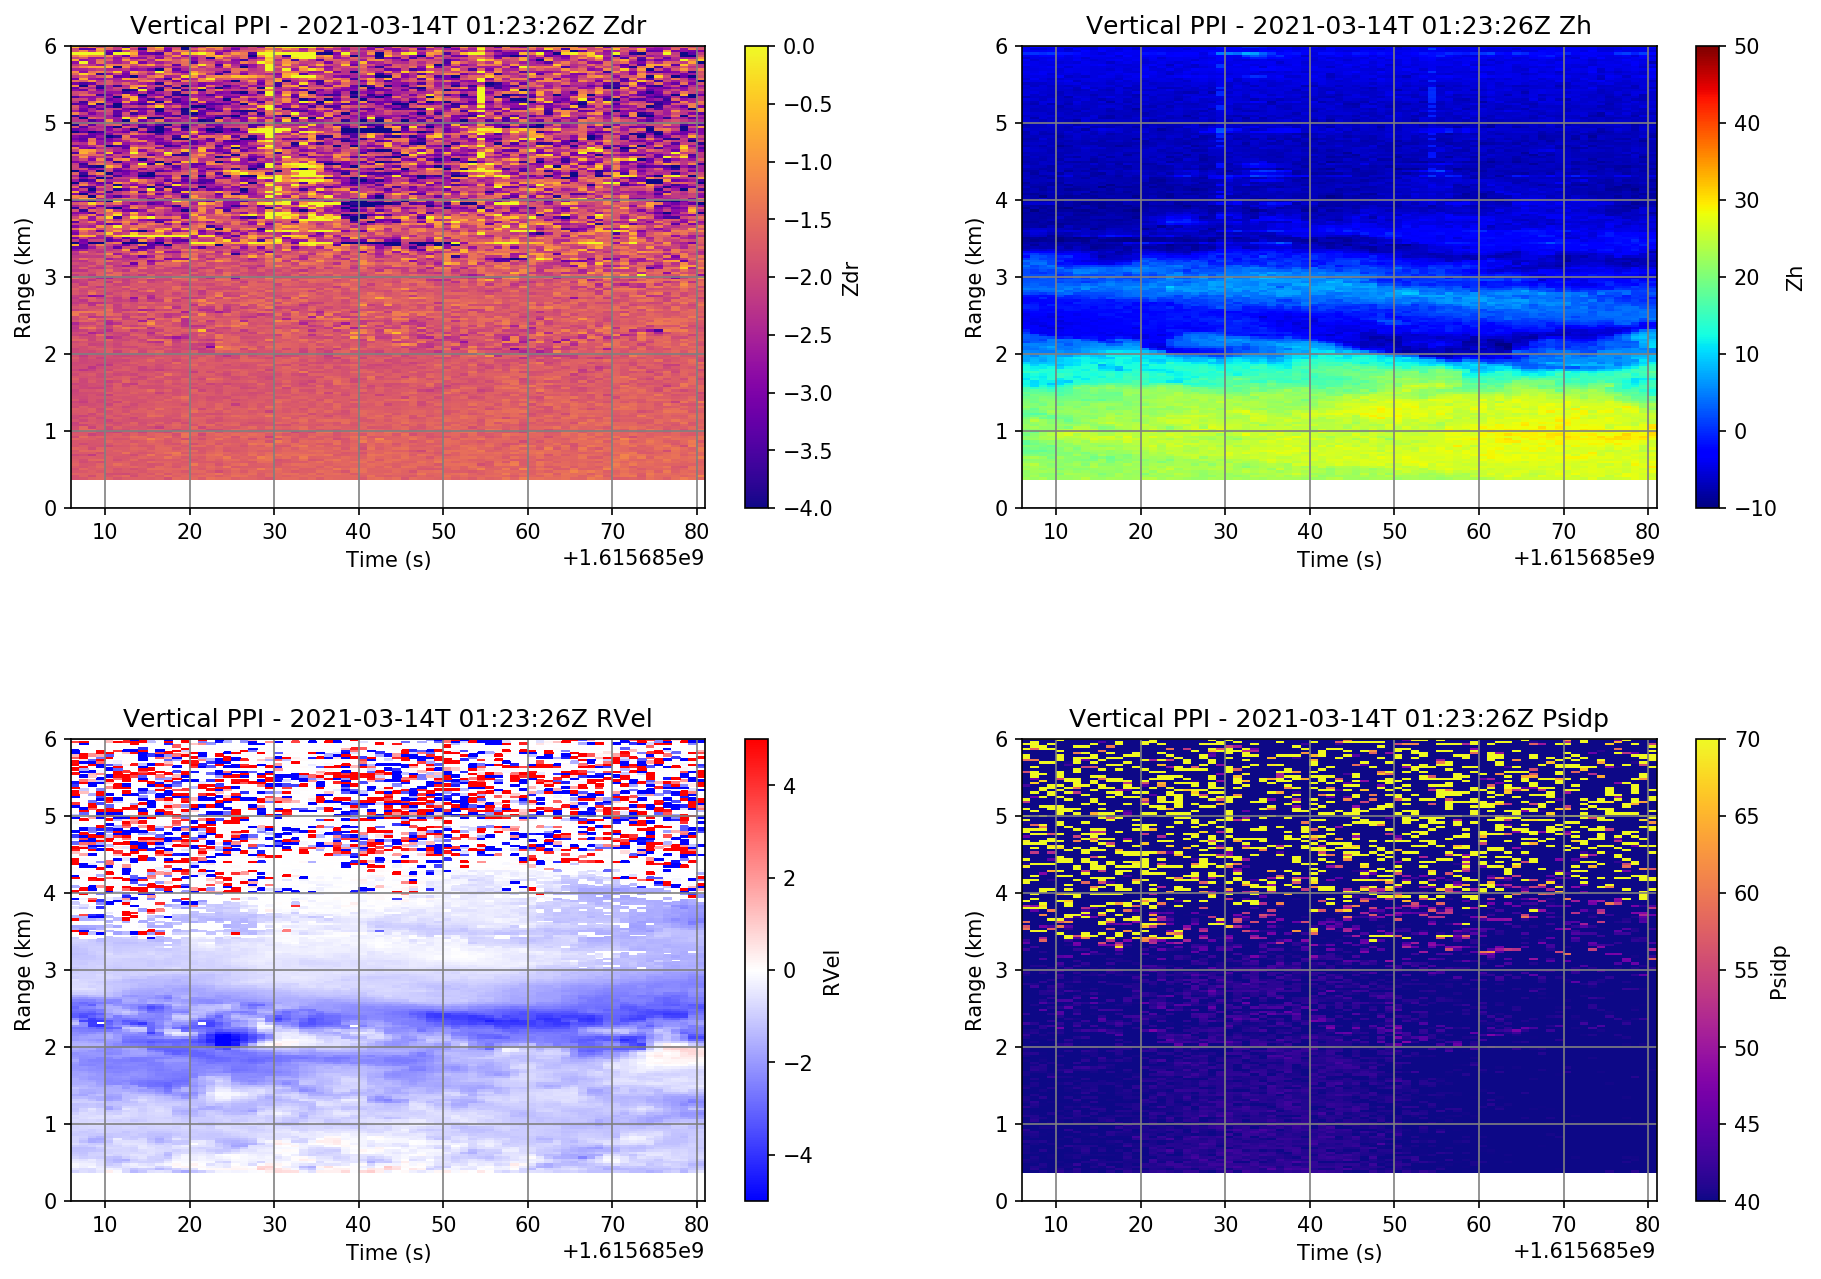 Vertical PPI - 2021-03-14T 01:23:26Z Zdr
6
5
4
3
2
1
0
Range (km)
10 20 30 40 50 60 70 80
Time (s)
+1.615685e9
0.0
−0.5
−1.0
−1.5
−2.0
−2.5
−3.0
−3.5
−4.0
Zdr
Vertical PPI - 2021-03-14T 01:23:26Z Zh
6
5
4
3
2
1
0
Range (km)
10 20 30 40 50 60 70 80
Time (s)
+1.615685e9
50
40
30
20
10
0
−10
Zh
Vertical PPI - 2021-03-14T 01:23:26Z RVel
6
5
4
3
2
1
0
Range (km)
10 20 30 40 50 60 70 80
Time (s)
+1.615685e9
4
2
0
−2
−4
RVel
Vertical PPI - 2021-03-14T 01:23:26Z Psidp
6
5
4
3
2
1
0
Range (km)
10 20 30 40 50 60 70 80
Time (s)
+1.615685e9
70
65
60
55
50
45
40
Psidp